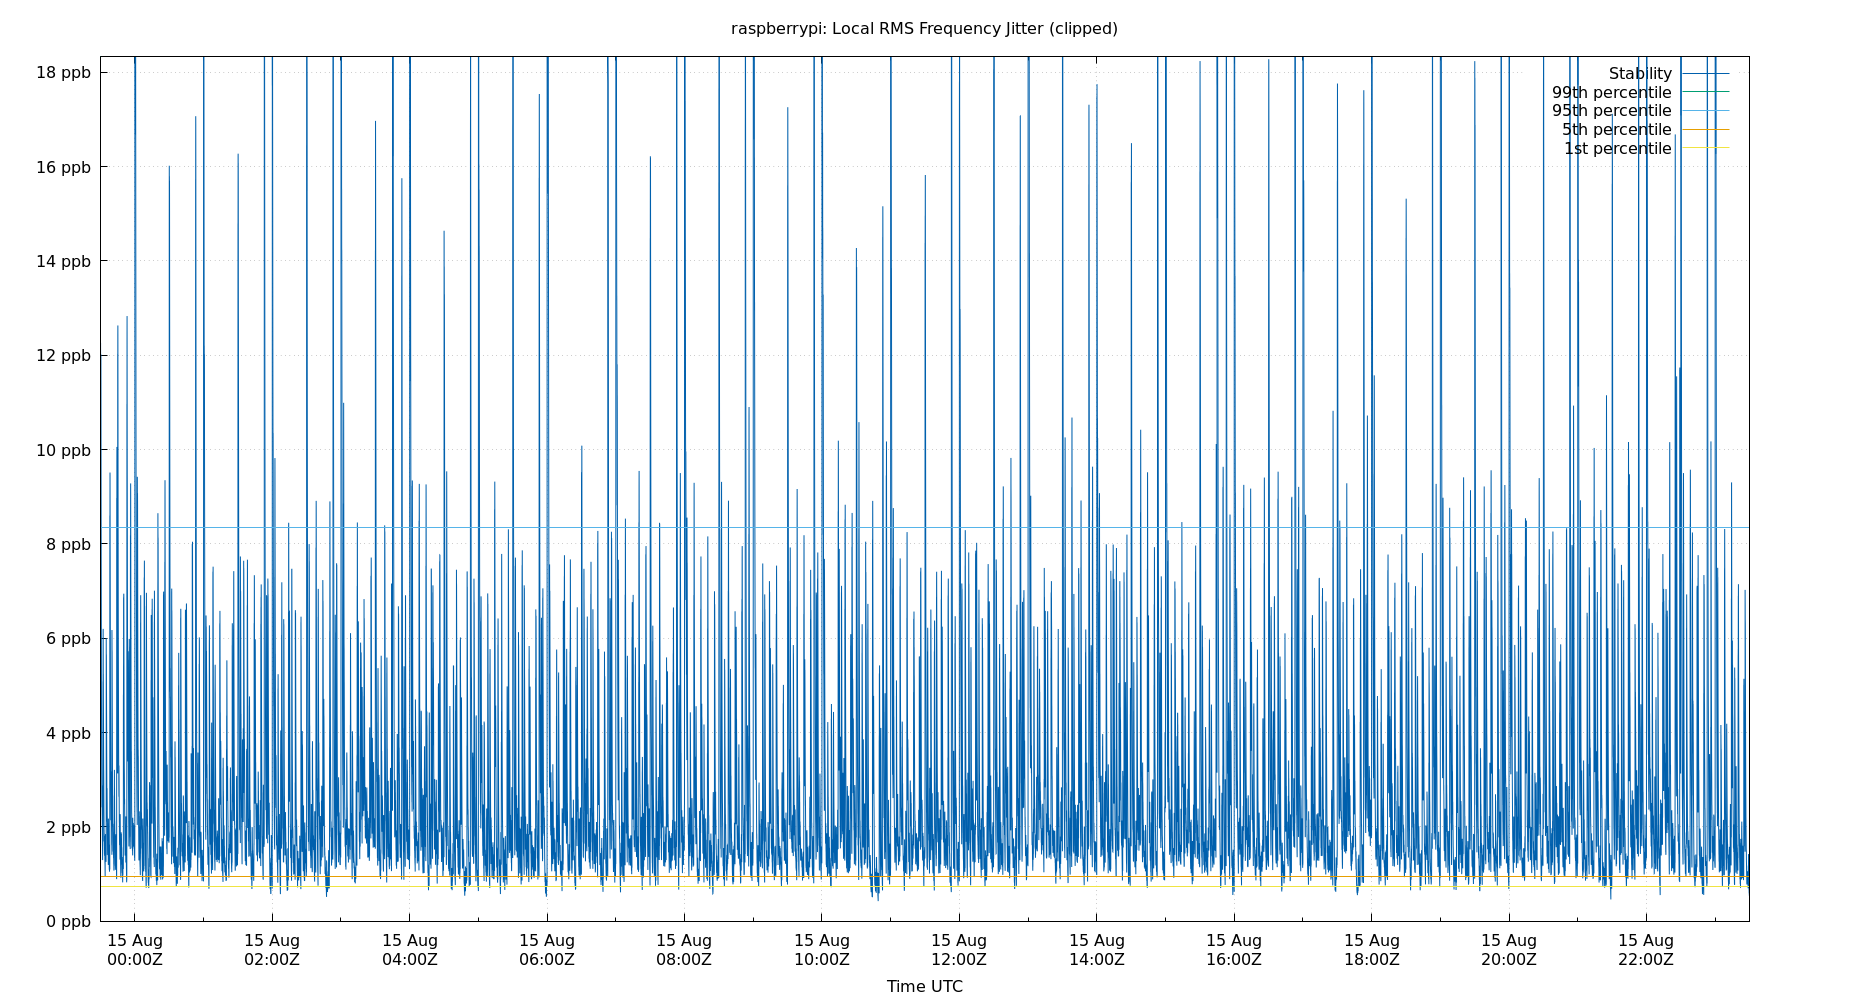 raspberrypi: Local RMS Frequency Jitter (clipped)
18 ppb
16 ppb
14 ppb
12 ppb
10 ppb
8 ppb
6 ppb
4 ppb
2 ppb
0 ppb
Stability
99th percentile
95th percentile
5th percentile
1st percentile
15 Aug 15 Aug 15 Aug 15 Aug 15 Aug 15 Aug 15 Aug 15 Aug 15 Aug 15 Aug 15 Aug 15 Aug
00:00Z 02:00Z 04:00Z 06:00Z 08:00Z 10:00Z 12:00Z 14:00Z 16:00Z 18:00Z 20:00Z 22:00Z
Time UTC